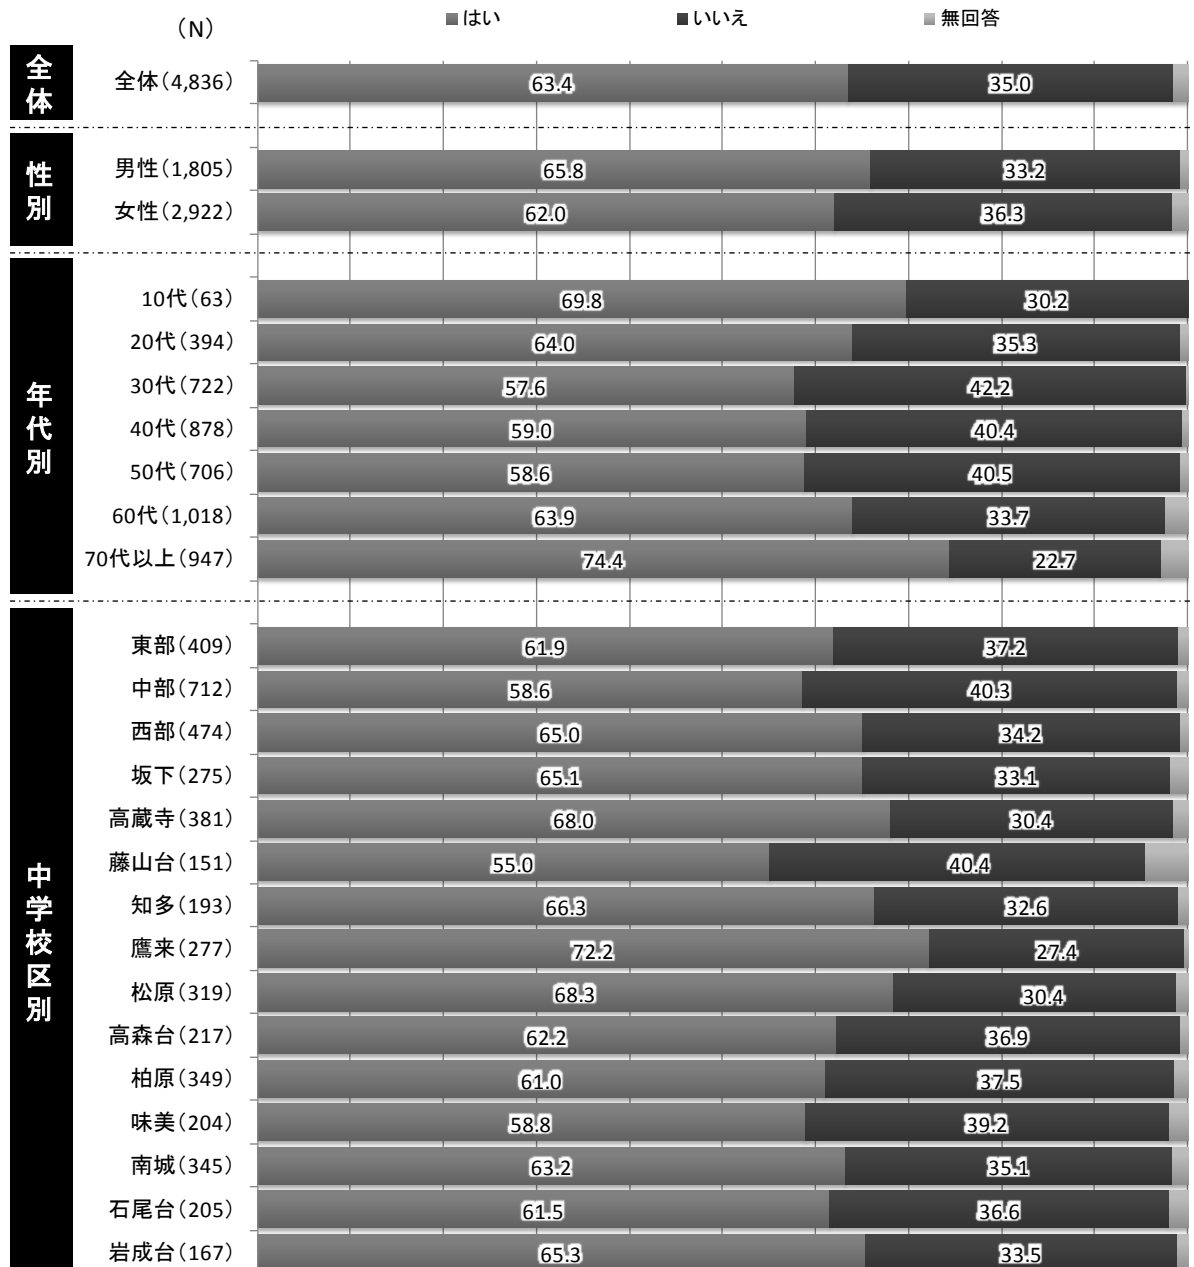 （N）
はい いいえ 無回答
全体
全体（4,836） 63.4 35.0
性別
男性（1,805） 65.8 33.2
女性（2,922） 62.0 36.3
年代別
10代（63） 69.8 30.2
20代（394） 64.0 35.3
30代（722） 57.6 42.2
40代（878） 59.0 40.4
50代（706） 58.6 40.5
60代（1,018） 63.9 33.7
70代以上（947） 74.4 22.7
中学校区別
東部（409） 61.9 37.2
中部（712） 58.6 40.3
西部（474） 65.0 34.2
坂下（275） 65.1 33.1
高蔵寺（381） 68.0 30.4
藤山台（151） 55.0 40.4
知多（193） 66.3 32.6
鷹来（277） 72.2 27.4
松原（319） 68.3 30.4
高森台（217） 62.2 36.9
柏原（349） 61.0 37.5
味美（204） 58.8 39.2
南城（345） 63.2 35.1
石尾台（205） 61.5 36.6
岩成台（167） 65.3 33.5